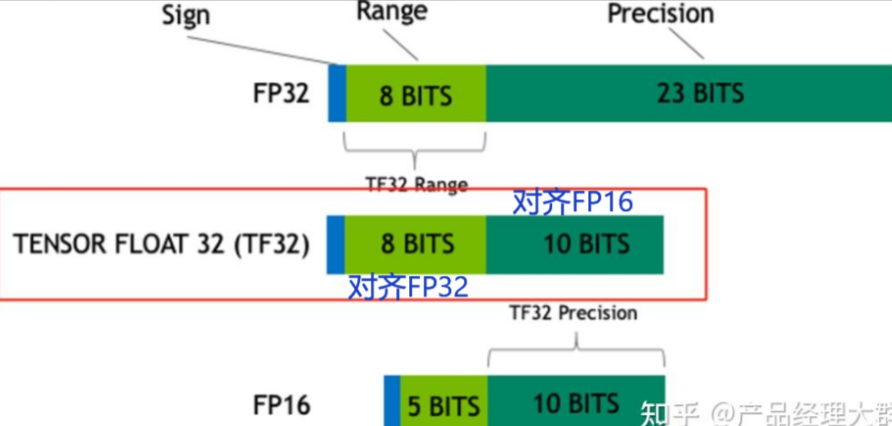 Sign
Range
Precision
FP32
8 BITS
23 BITS
TF32 Range
对齐FP16
TENSOR FLOAT 32 (TF32)
8 BITS
10 BITS
对齐FP32
TF32 Precision
FP16
5 BITS
10 BITS
知乎 @产品经理大群